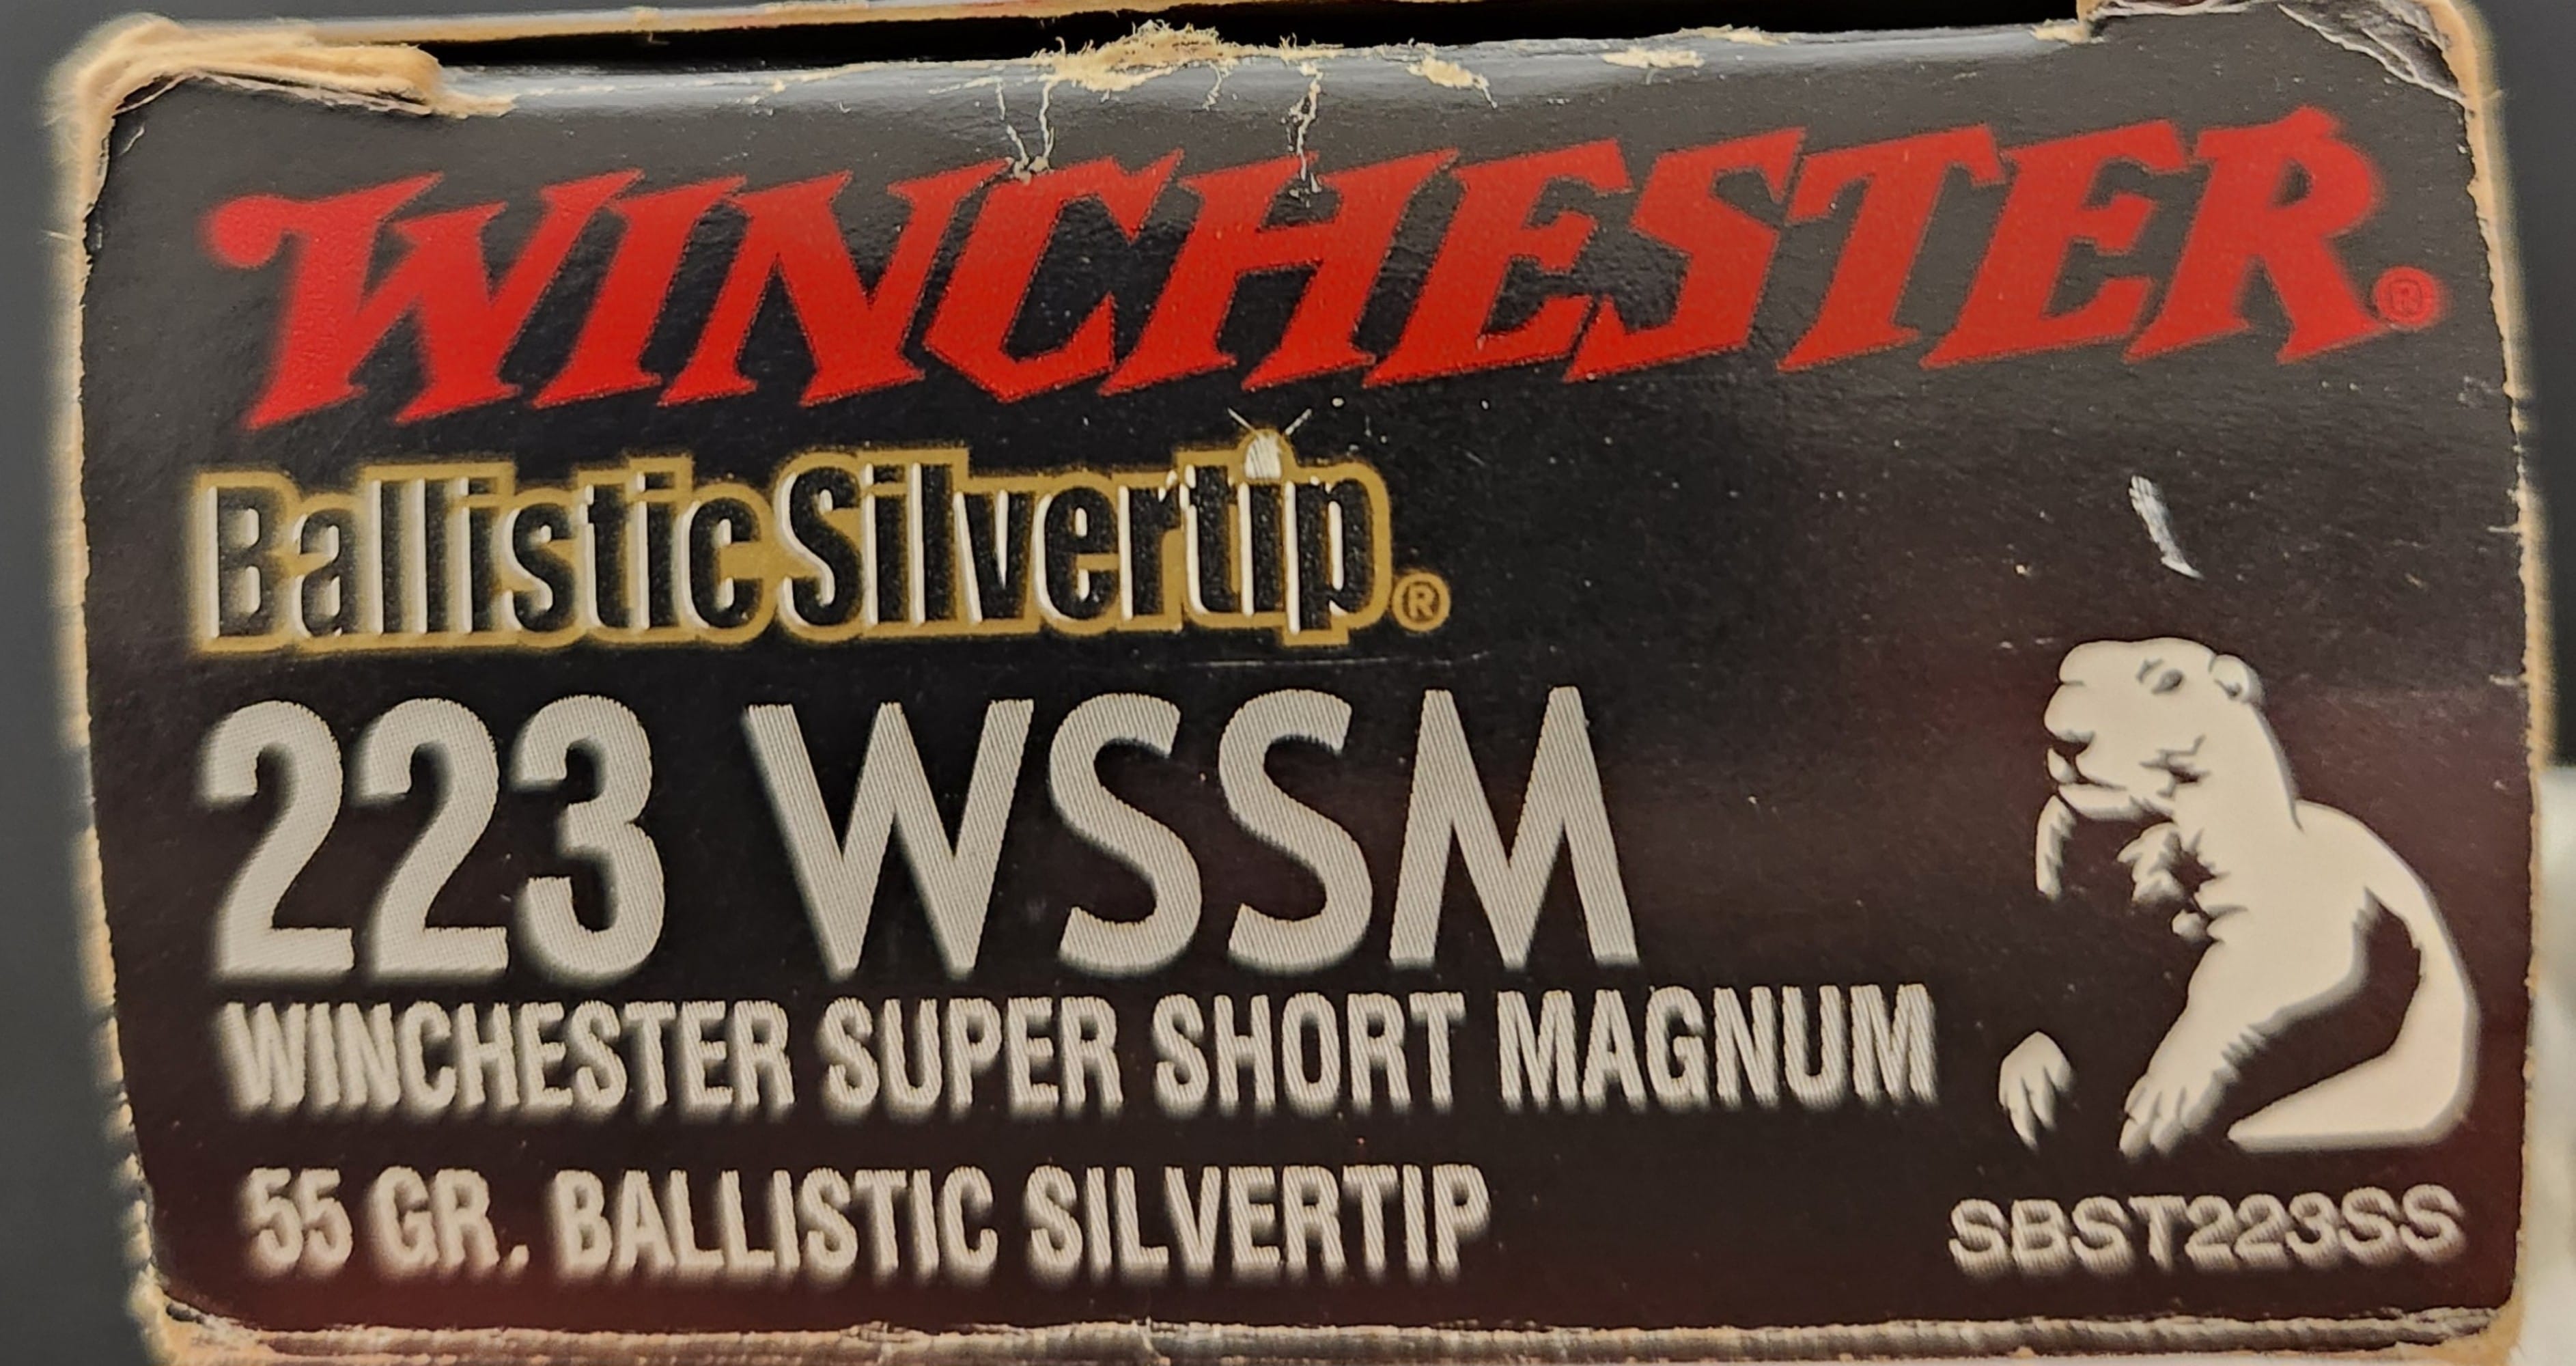 WINCHESTER®
Ballistic Silvertip®
223 WSSM
WINCHESTER SUPER SHORT MAGNUM
55 GR. BALLISTIC SILVERTIP
SBST223SS